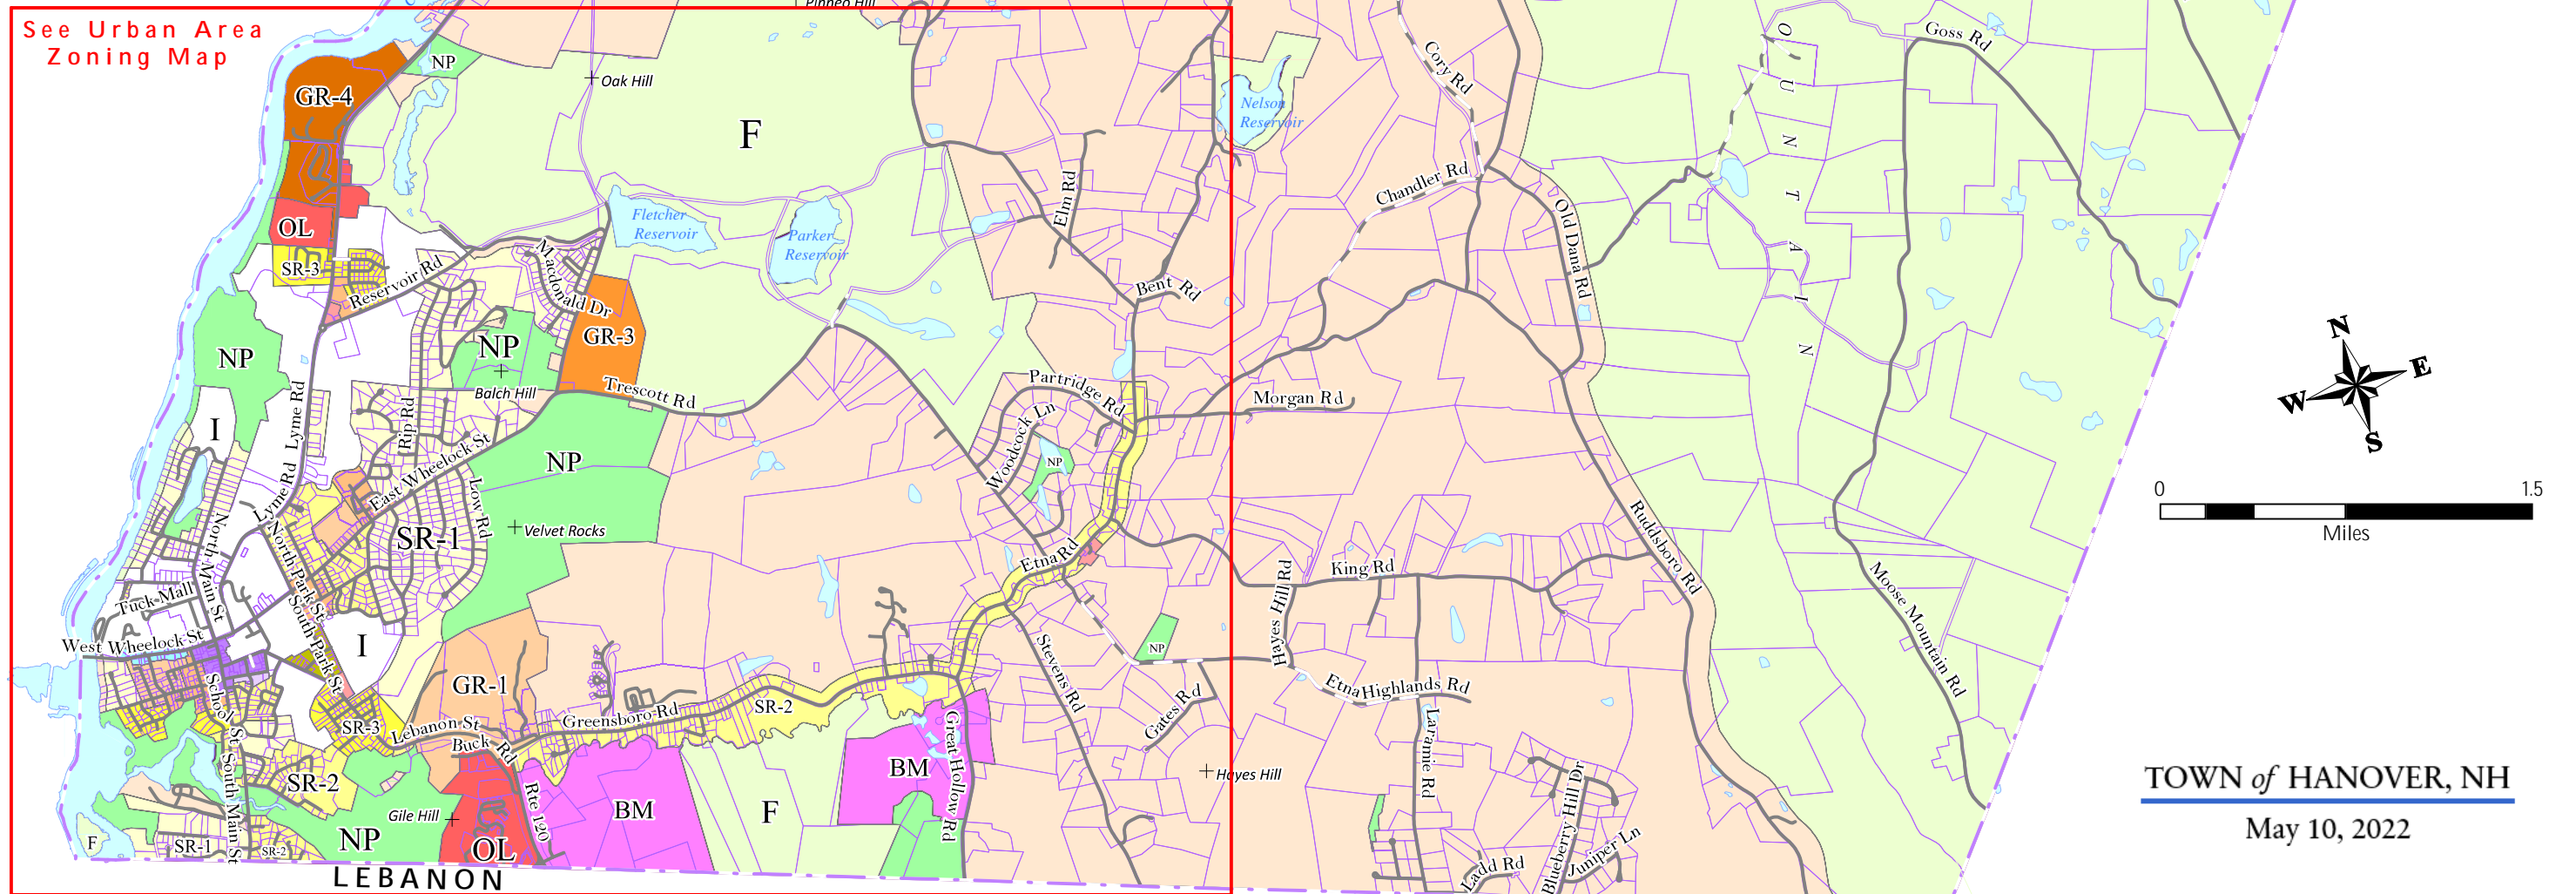 Pinneo Hill
See Urban Area
Zoning Map
NP
GR-4
Oak Hill
F
Nelson
Reservoir
Cory Rd
Goss Rd
O U N T A I N
Chandler Rd
Elm Rd
Old Dana Rd
OL
Fletcher
Reservoir
Parker
Reservoir
SR-3
Reservoir Rd
Macdonald Dr
Bent Rd
GR-3
NP
NP
Balch Hill
Trescott Rd
Partridge Rd
Morgan Rd
Woodcock Ln
Lyme Rd
Lyme Rd
Rip Rd
I
East Wheelock St
NP
NP
Low Rd
SR-1
Velvet Rocks
North Main St
North Park St
Etna Rd
Ruddsboro Rd
King Rd
Hayes Hill Rd
Moose Mountain Rd
Tuck Mall
South Park St
West Wheelock St
I
Stevens Rd
NP
GR-1
Etna Highlands Rd
Gates Rd
School St
SR-3
Lebanon St
Buck Rd
Greensboro Rd
SR-2
Great Hollow Rd
Laramie Rd
SR-2
South Main St
Gile Hill
Rte 120
BM
BM
F
Hayes Hill
Blueberry Hill Dr
Juniper Ln
Ladd Rd
F
SR-1
SR-2
NP
OL
LEBANON
N
W
E
S
0
1.5
Miles
TOWN of HANOVER, NH
May 10, 2022